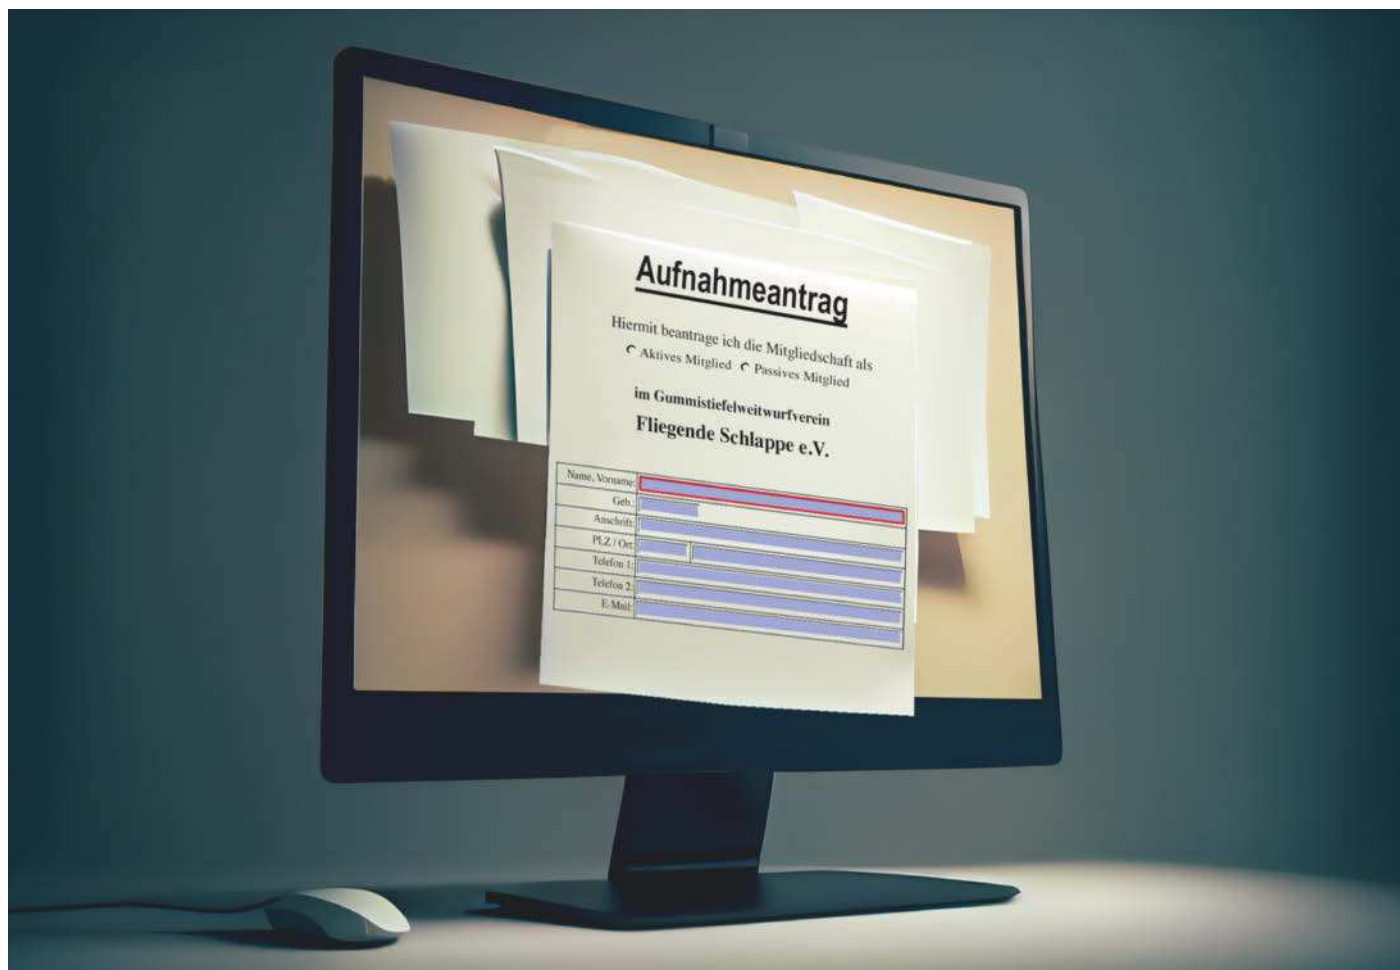 Aufnahmeantrag
Hiermit beantrage ich die Mitgliedschaft als
Aktives Mitglied Passives Mitglied
im Gummistiefelweitwurfverein
Fliegende Schlappe e.V.
Name, Vorname:
Geb.:
Anschrift:
PLZ / Ort:
Telefon 1:
Telefon 2:
E-Mail: